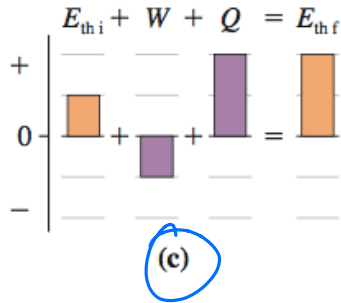 E_th i + W + Q = E_th f
+
0 + + =
−
(c)